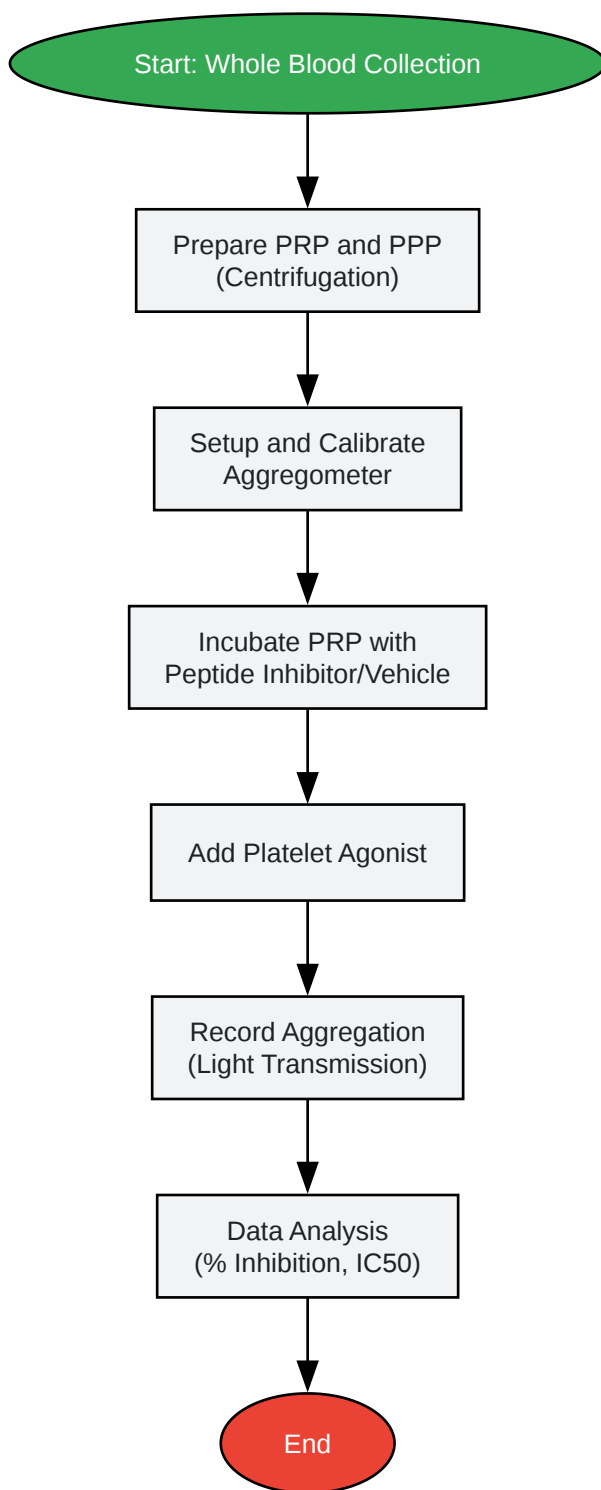 Start: Whole Blood Collection
Prepare PRP and PPP
(Centrifugation)
Setup and Calibrate
Aggregometer
Incubate PRP with
Peptide Inhibitor/Vehicle
Add Platelet Agonist
Record Aggregation
(Light Transmission)
Data Analysis
(% Inhibition, IC50)
End